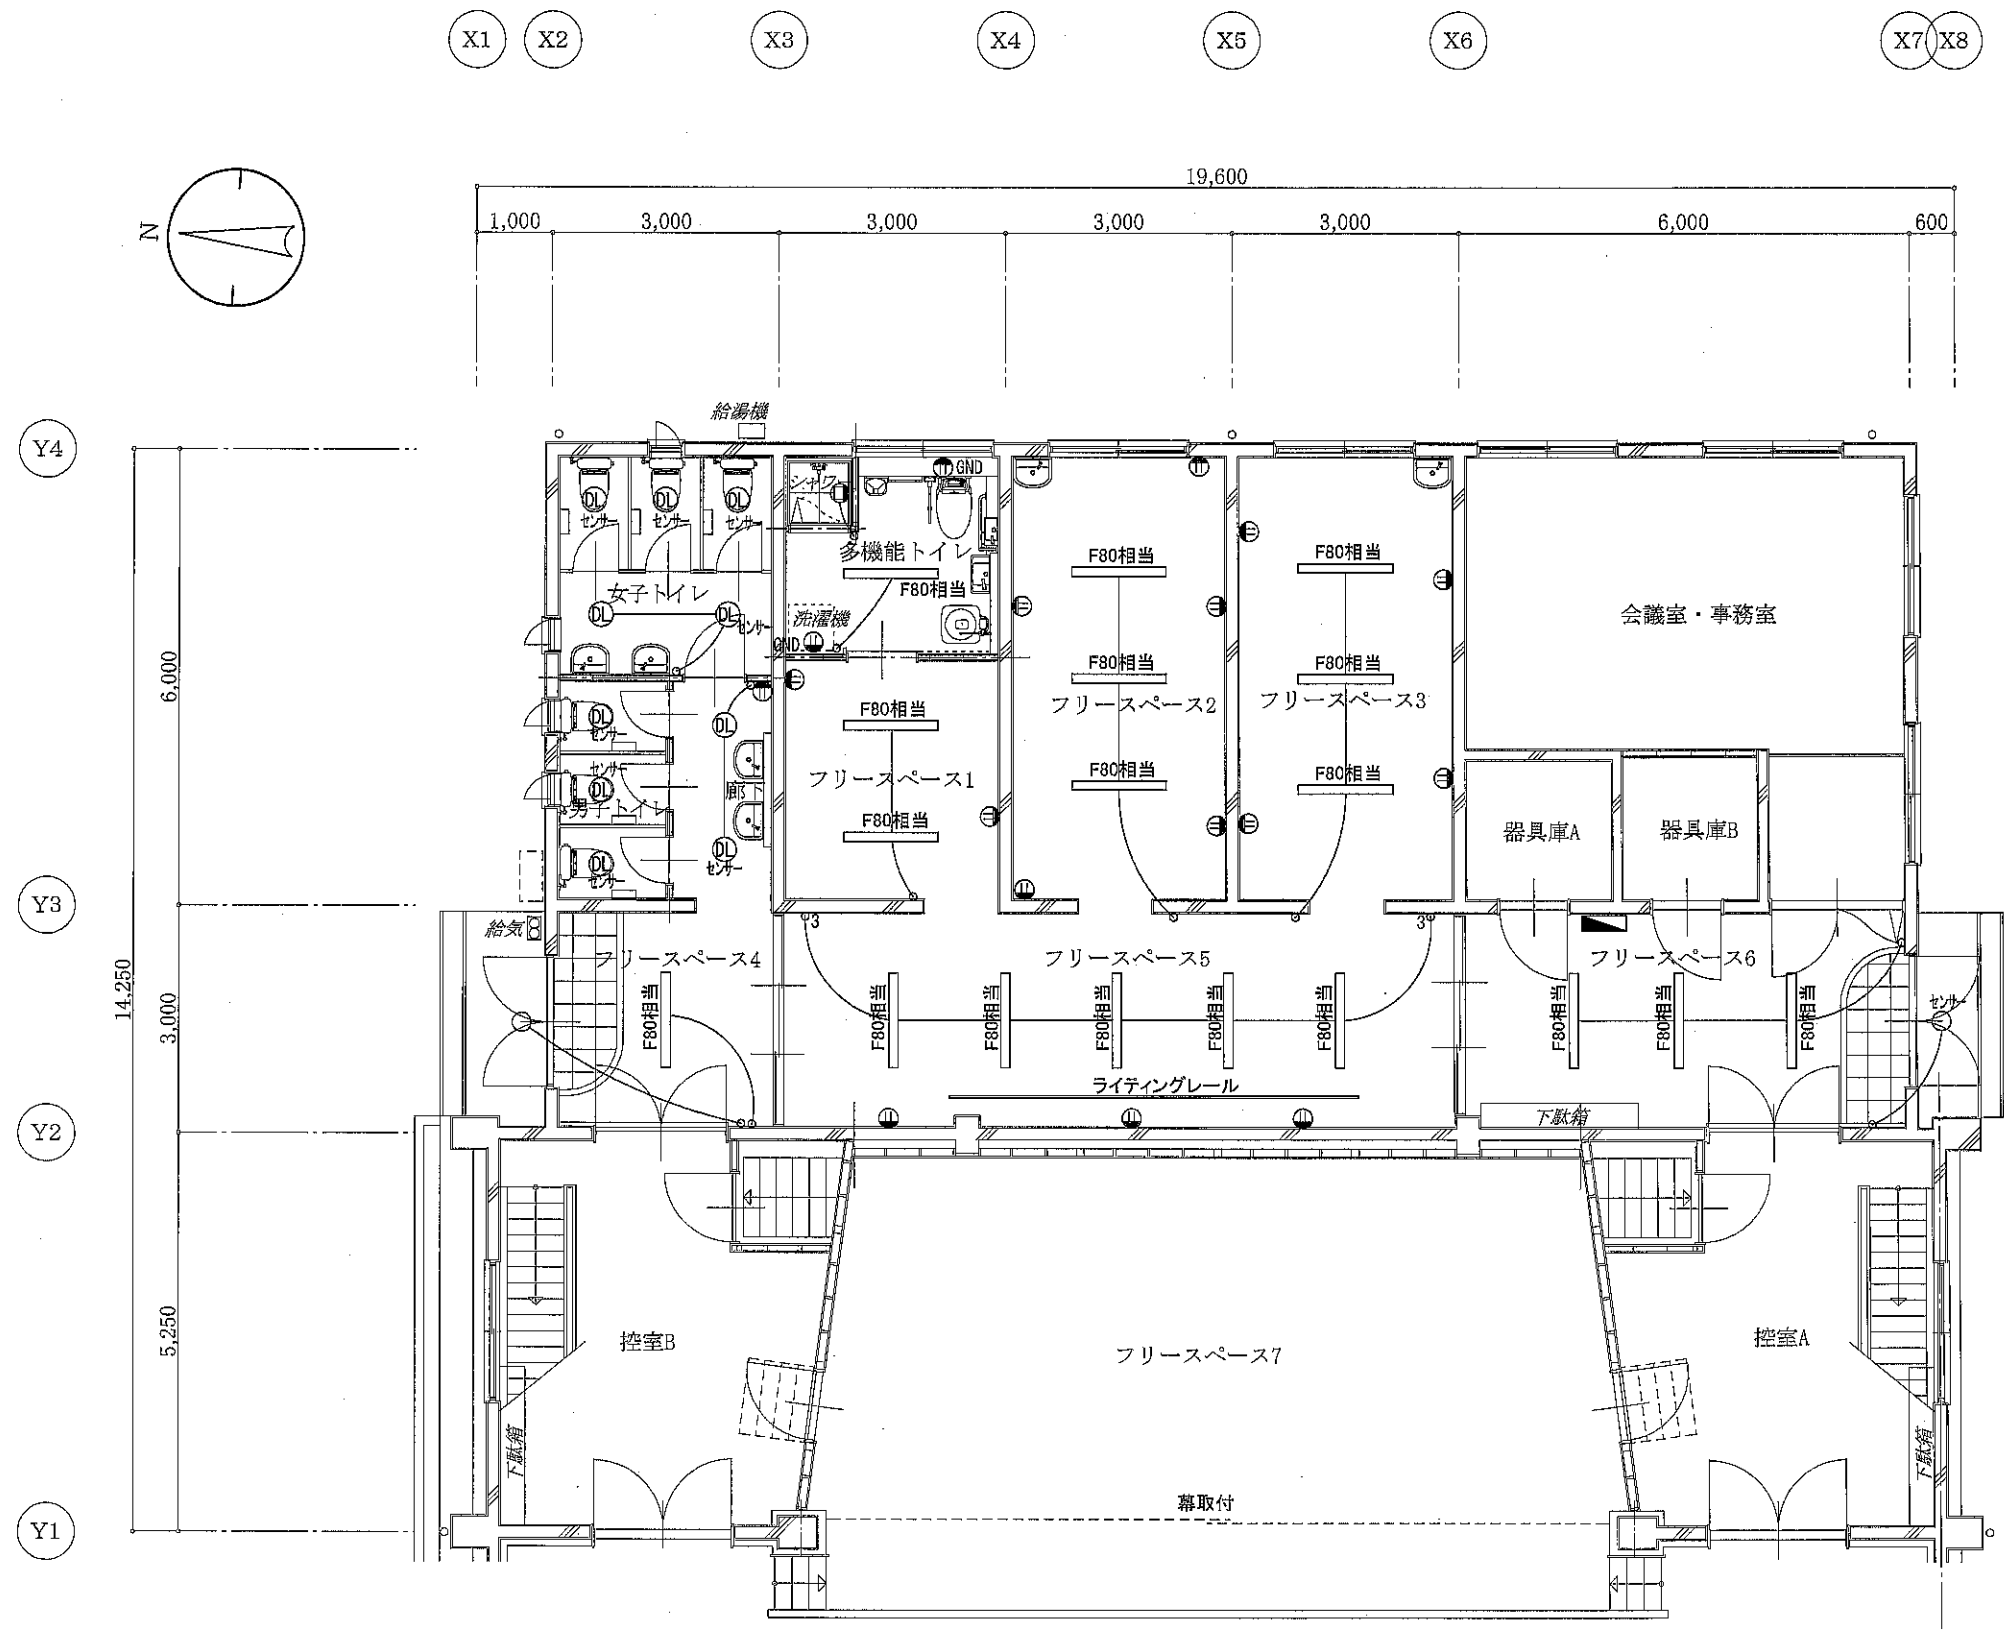 X1 X2 X3 X4 X5 X6 X7 X8
19,600
1,000 3,000 3,000 3,000 3,000 6,000 600
N
給湯機
Y4
GND
シャワー
DL DL DL
センサー センサー センサー
多機能トイレ
F80相当
F80相当
F80相当
女子トイレ
DL DL
センサー
洗濯機
GND
会議室・事務室
6,000
F80相当
F80相当
フリースペース2
フリースペース3
DL
センサー
DL
F80相当
フリースペース1
F80相当
F80相当
センサー
DL
男子トイレ
廊下
F80相当
器具庫A
器具庫B
DL
センサー
DL
センサー
Y3
給気
3
3
フリースペース4
フリースペース5
フリースペース6
14,250
3,000
F80相当
F80相当
F80相当
F80相当
F80相当
F80相当
F80相当
F80相当
F80相当
センサー
ライティングレール
下駄箱
Y2
5,250
控室B
フリースペース7
控室A
下駄箱
下駄箱
幕取付
Y1